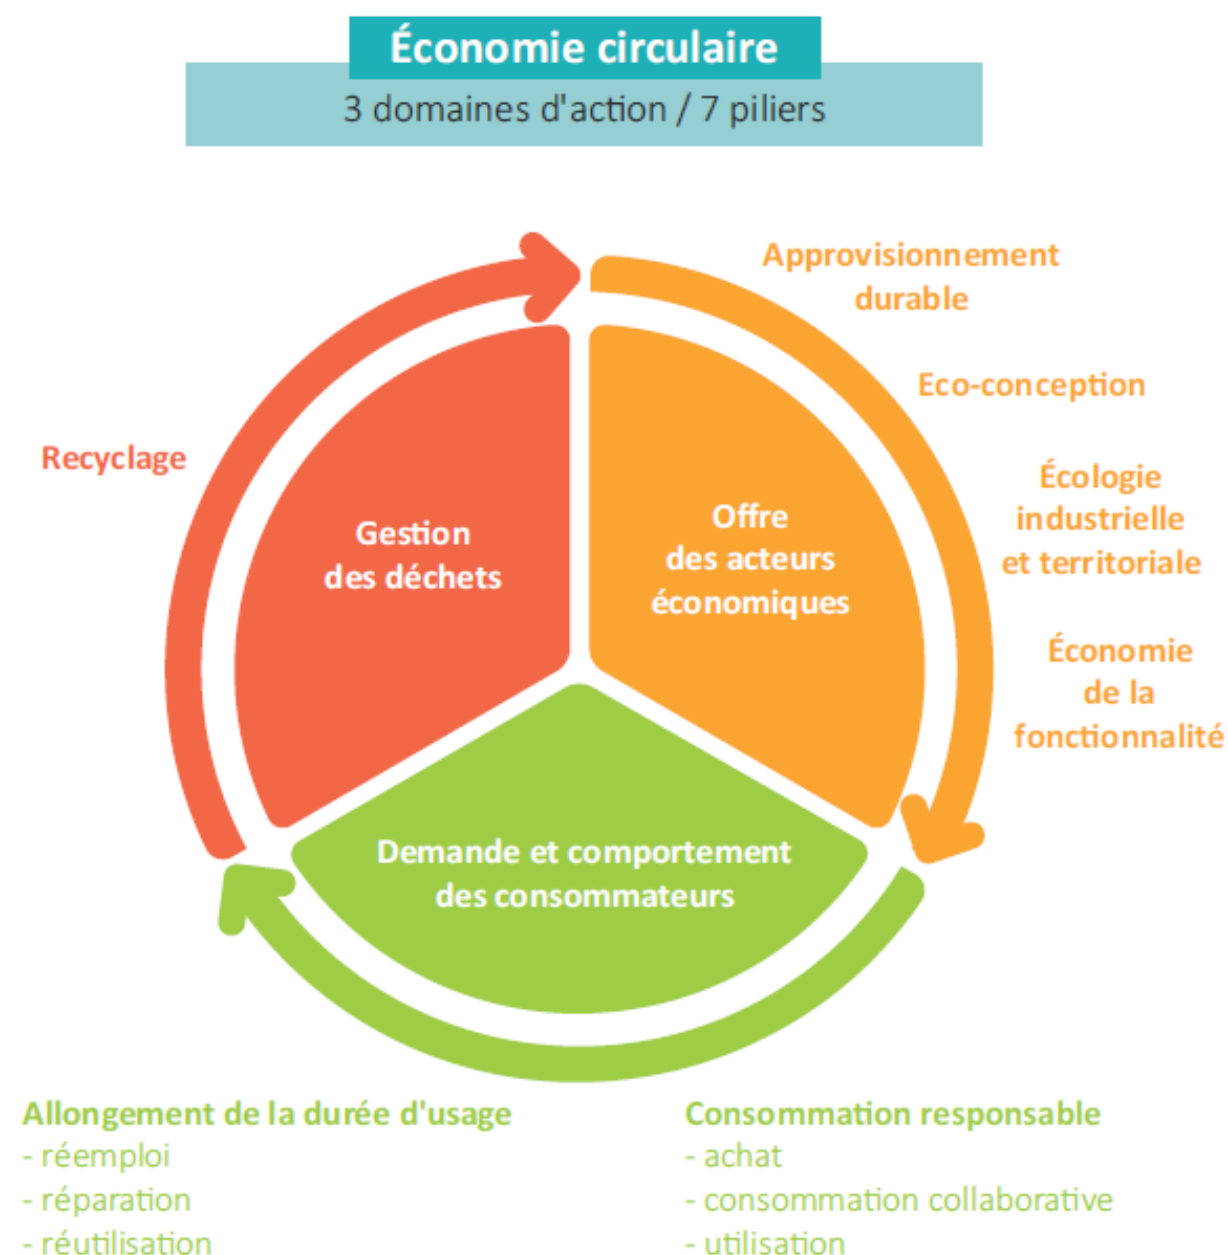 Économie circulaire
3 domaines d'action / 7 piliers
Approvisionnement
durable
Eco-conception
Écologie
industrielle
et territoriale
Économie
de la
fonctionnalité
Recyclage
Gestion
des déchets
Offre
des acteurs
économiques
Demande et comportement
des consommateurs
Allongement de la durée d'usage
- réemploi
- réparation
- réutilisation
Consommation responsable
- achat
- consommation collaborative
- utilisation